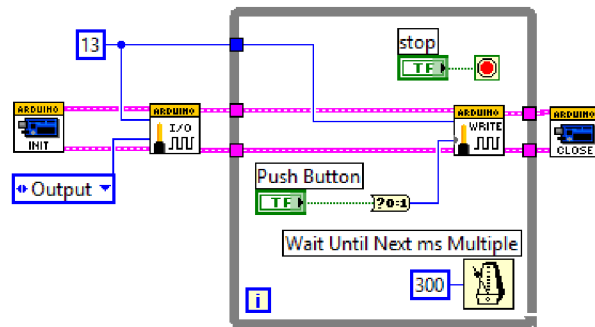 13
stop
TF
ARDUINO
INIT
ARDUINO
I/O
ARDUINO
WRITE
ARDUINO
CLOSE
Output
Push Button
TF
?0:1
Wait Until Next ms Multiple
300
i